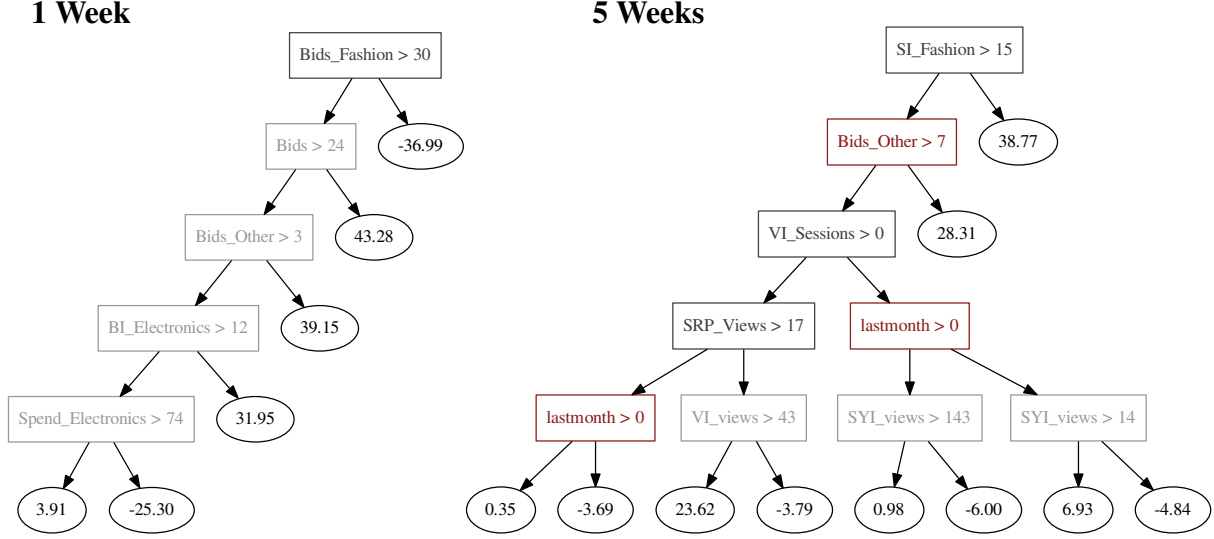 1 Week
5 Weeks
Bids_Fashion > 30
SI_Fashion > 15
Bids > 24
-36.99
Bids_Other > 7
38.77
Bids_Other > 3
43.28
VI_Sessions > 0
28.31
BI_Electronics > 12
39.15
SRP_Views > 17
lastmonth > 0
Spend_Electronics > 74
31.95
lastmonth > 0
VI_views > 43
SYI_views > 143
SYI_views > 14
3.91
-25.30
0.35
-3.69
23.62
-3.79
0.98
-6.00
6.93
-4.84